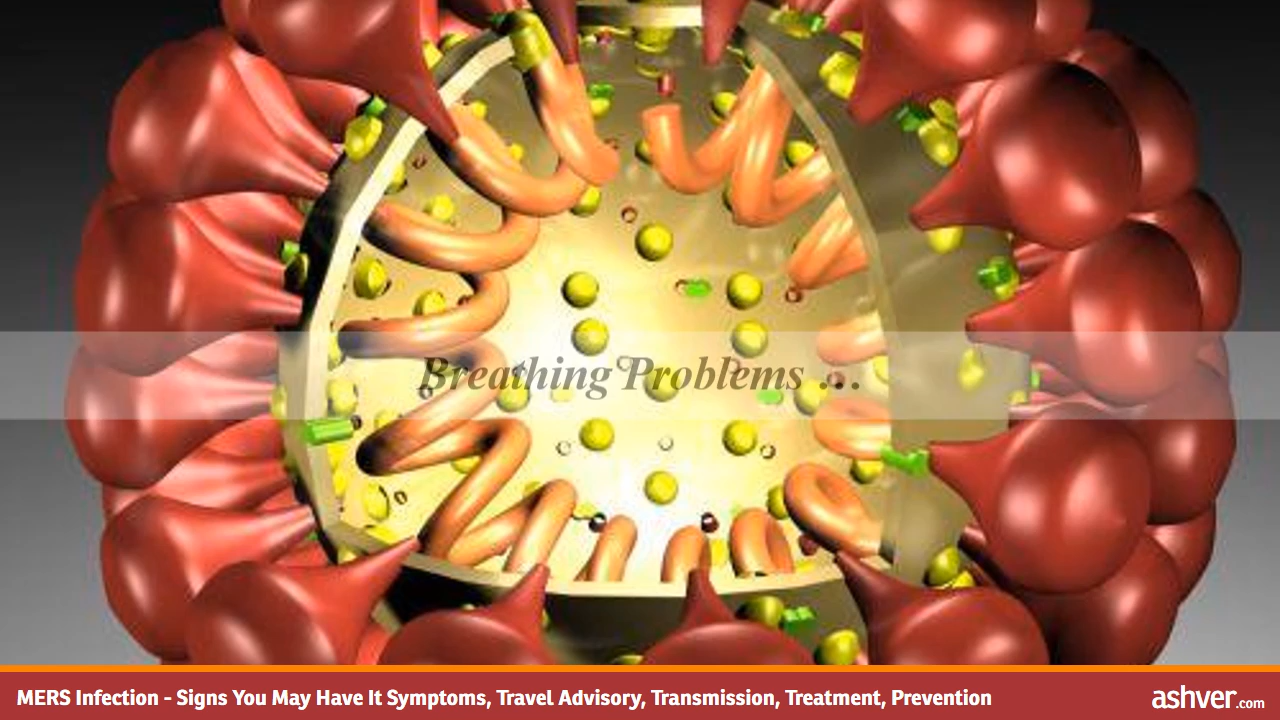 Breathing Problems ...
MERS Infection - Signs You May Have It Symptoms, Travel Advisory, Transmission, Treatment, Prevention
ashver.com